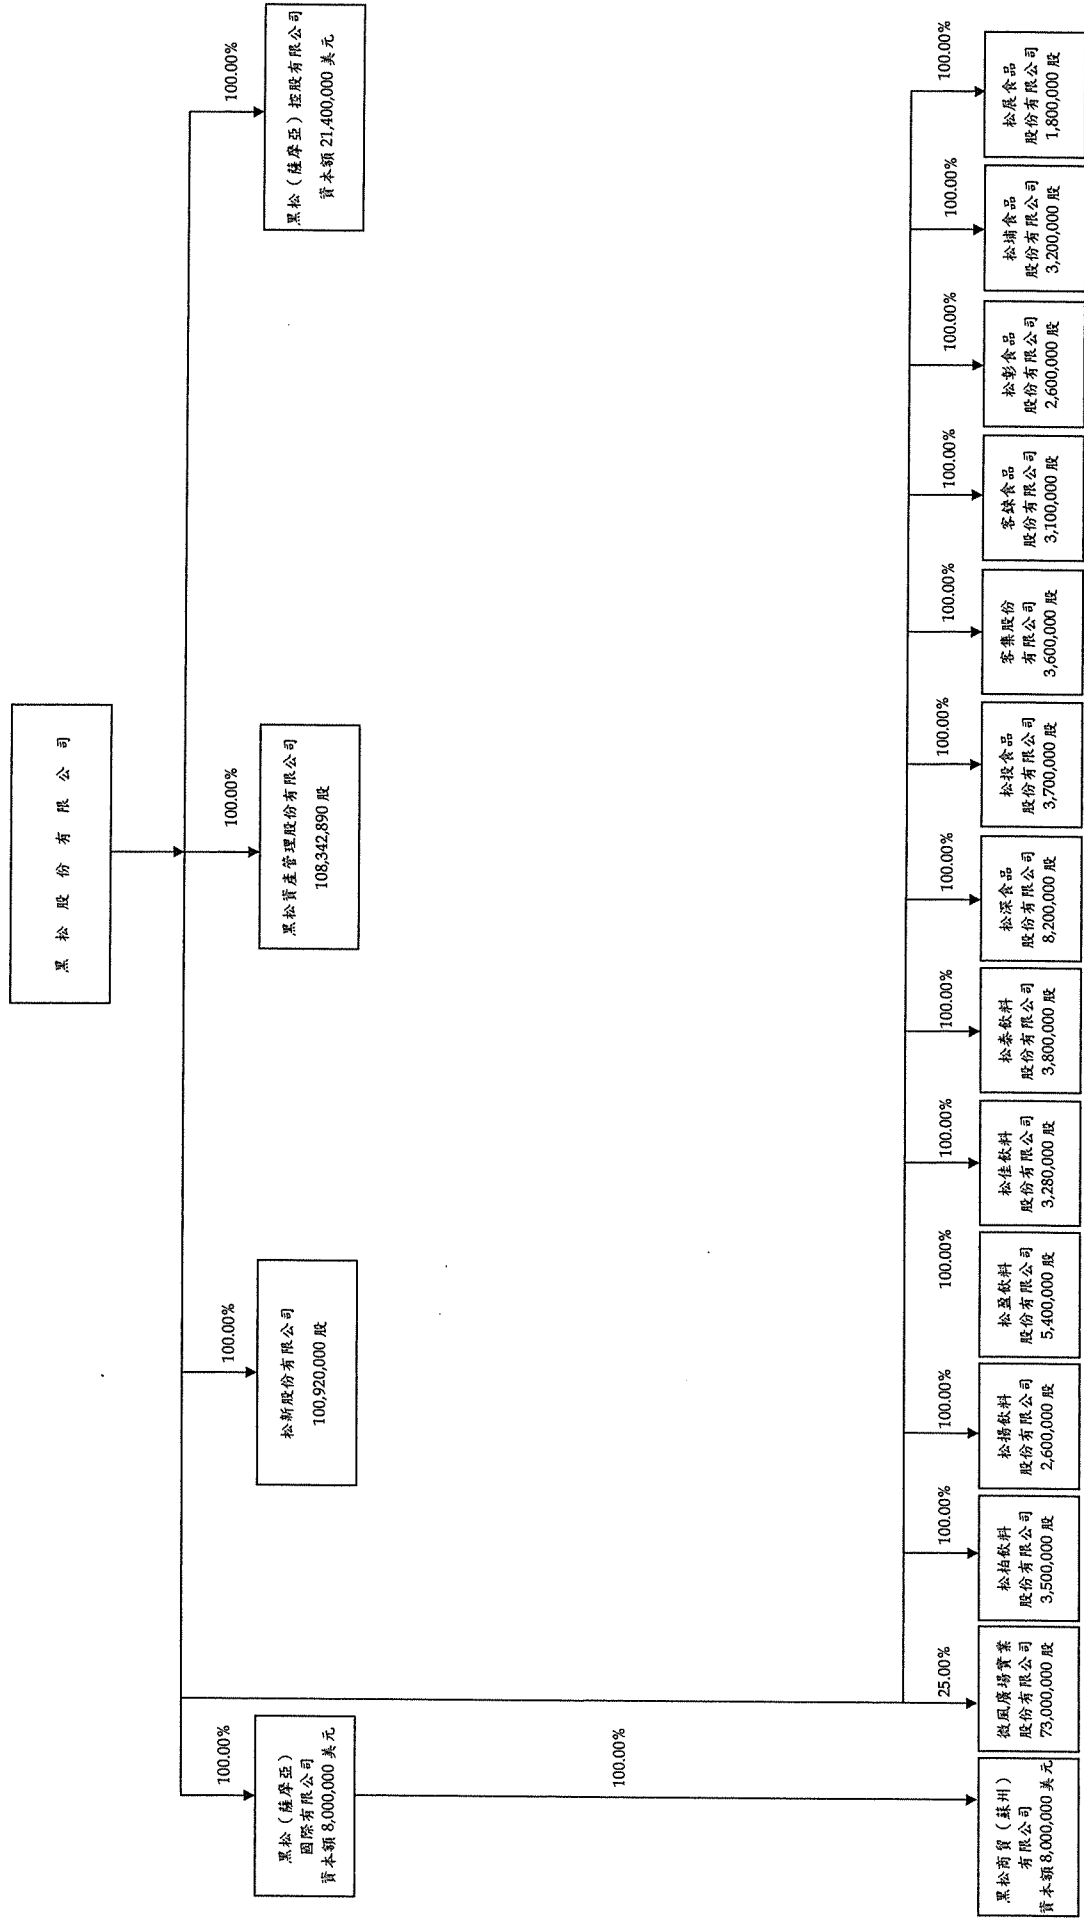 黑松股份有限公司
100.00%
100.00%
100.00%
100.00%
黑松（薩摩亞）
國際有限公司
資本額 8,000,000 美元
松新股份有限公司
100,920,000 股
黑松資產管理股份有限公司
108,342,890 股
黑松（薩摩亞）控股有限公司
資本額 21,400,000 美元
100.00%
25.00%
100.00%
100.00%
100.00%
100.00%
100.00%
100.00%
100.00%
100.00%
100.00%
100.00%
100.00%
100.00%
黑松商貿（蘇州）
有限公司
資本額 8,000,000 美元
微風廣場實業
股份有限公司
73,000,000 股
松柏飲料
股份有限公司
3,500,000 股
松揚飲料
股份有限公司
2,600,000 股
松盈飲料
股份有限公司
5,400,000 股
松佳飲料
股份有限公司
3,280,000 股
松泰飲料
股份有限公司
3,800,000 股
松深食品
股份有限公司
8,200,000 股
松投食品
股份有限公司
3,700,000 股
客集股份
有限公司
3,600,000 股
客錸食品
股份有限公司
3,100,000 股
松彰食品
股份有限公司
2,600,000 股
松埔食品
股份有限公司
3,200,000 股
松展食品
股份有限公司
1,800,000 股